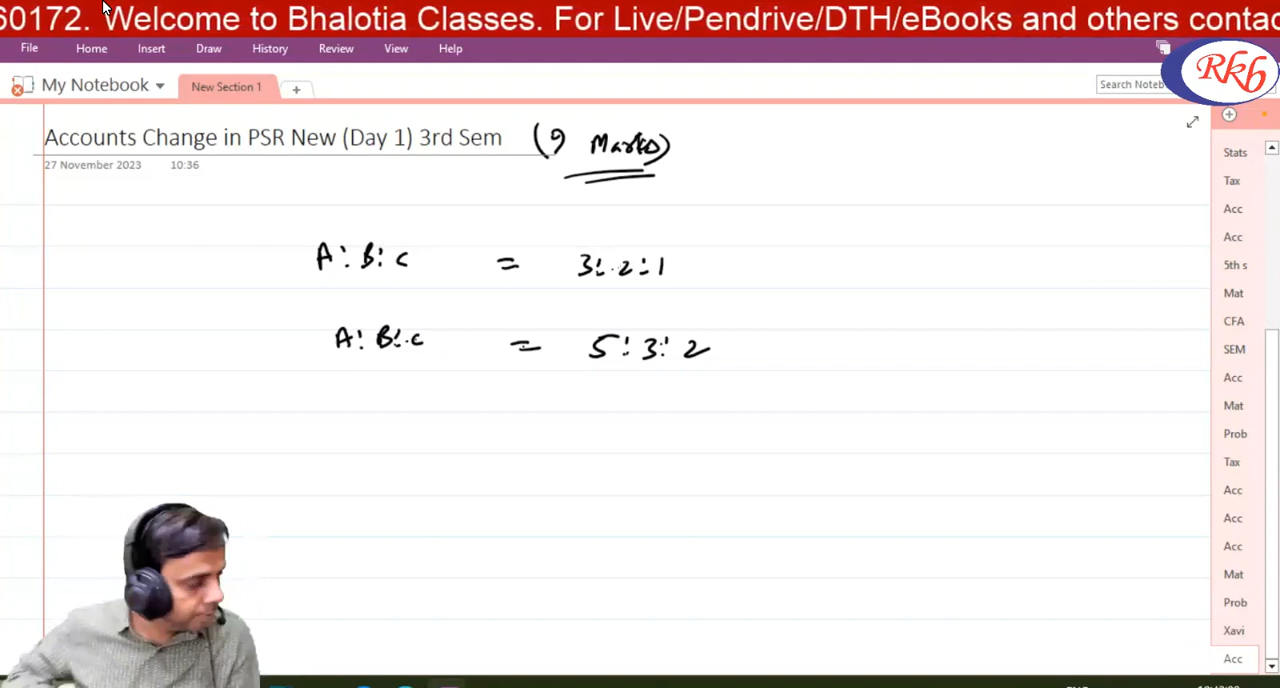 60172. Welcome to Bhalotia Classes. For Live/Pendrive/DTH/eBooks and others contac
File Home Insert Draw History Review View Help
Rkb
My Notebook New Section 1 +
Search Noteb
Accounts Change in PSR New (Day 1) 3rd Sem (9 Marks)
27 November 2023 10:36
A:B:C = 3:2:1
A:B:C = 5:3:2
Stats
Tax
Acc
Acc
5th s
Mat
CFA
SEM
Acc
Mat
Prob
Tax
Acc
Acc
Acc
Mat
Prob
Xavi
Acc